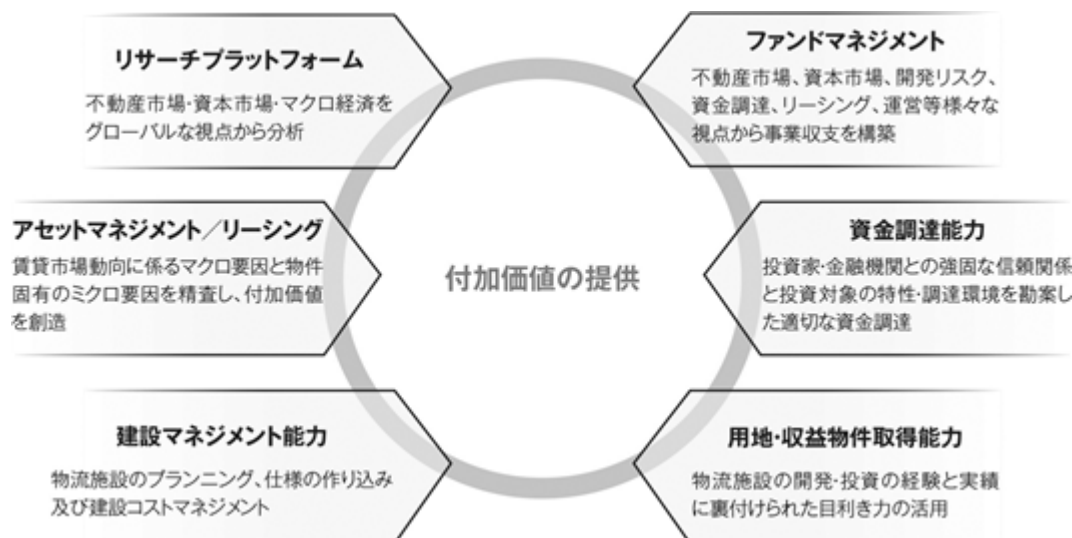 リサーチプラットフォーム
不動産市場・資本市場・マクロ経済を
グローバルな視点から分析
ファンドマネジメント
不動産市場、資本市場、開発リスク、
資金調達、リーシング、運営等様々な
視点から事業収支を構築
アセットマネジメント／リーシング
賃貸市場動向に係るマクロ要因と物件
固有のミクロ要因を精査し、付加価値
を創造
付加価値の提供
資金調達能力
投資家・金融機関との強固な信頼関係
と投資対象の特性・調達環境を勘案し
た適切な資金調達
建設マネジメント能力
物流施設のプランニング、仕様の作り込み
及び建設コストマネジメント
用地・収益物件取得能力
物流施設の開発・投資の経験と実績
に裏付けられた目利き力の活用